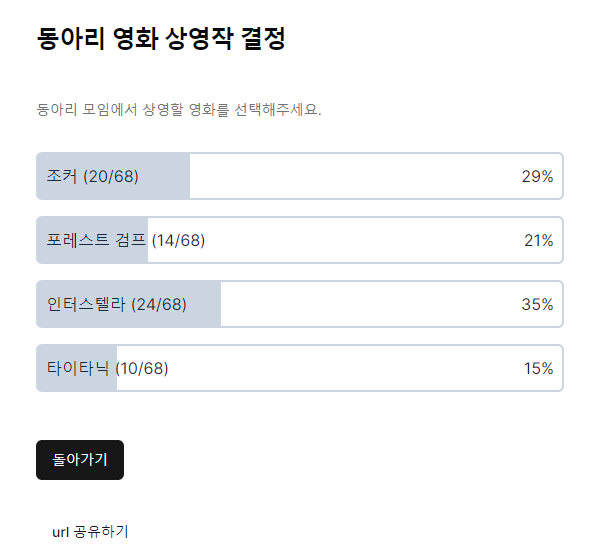 동아리 영화 상영작 결정
동아리 모임에서 상영할 영화를 선택해주세요.
조커 (20/68) 29%
포레스트 검프 (14/68) 21%
인터스텔라 (24/68) 35%
타이타닉 (10/68) 15%
돌아가기
url 공유하기